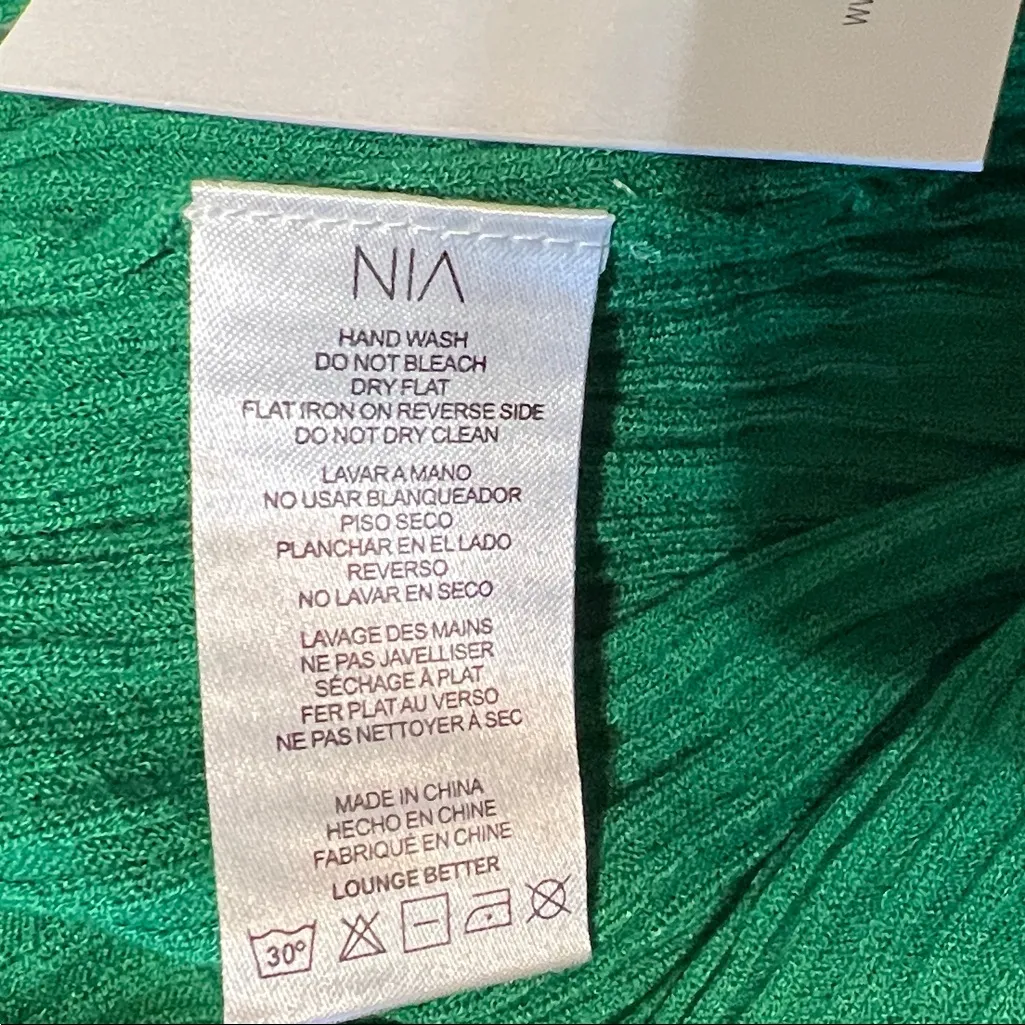 NIA
HAND WASH
DO NOT BLEACH
DRY FLAT
FLAT IRON ON REVERSE SIDE
DO NOT DRY CLEAN
LAVAR A MANO
NO USAR BLANQUEADOR
PISO SECO
PLANCHAR EN EL LADO
REVERSO
NO LAVAR EN SECO
LAVAGE DES MAINS
NE PAS JAVELLISER
SÉCHAGE À PLAT
FER PLAT AU VERSO
NE PAS NETTOYER À SEC
MADE IN CHINA
HECHO EN CHINE
FABRIQUÉ EN CHINE
LOUNGE BETTER
30°